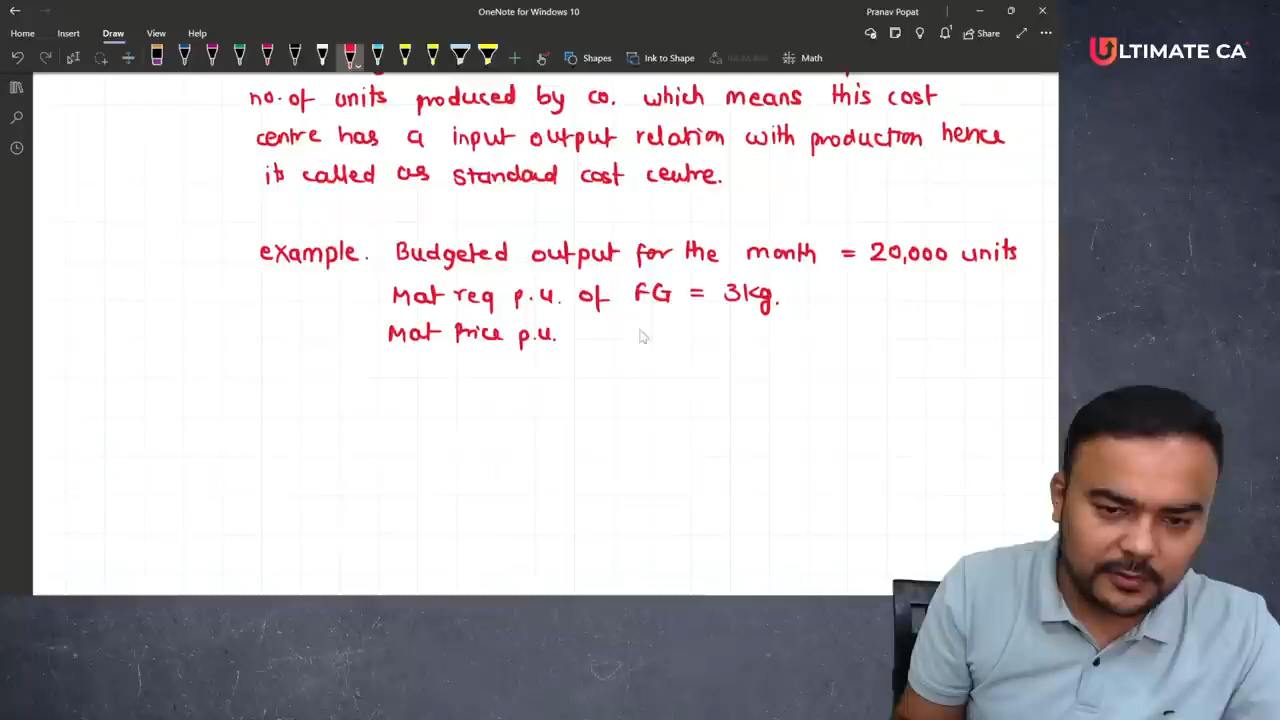 OneNote for Windows 10
Pranav Popat
Home Insert Draw View Help
Share
Shapes
Ink to Shape
Math
ULTIMATE CA
no. of units produced by co. which means this cost
centre has a input output relation with production hence
its called as standard cost centre.
example. Budgeted output for the month = 20,000 units
Mat req p.u. of FG = 3kg.
Mat Price p.u.